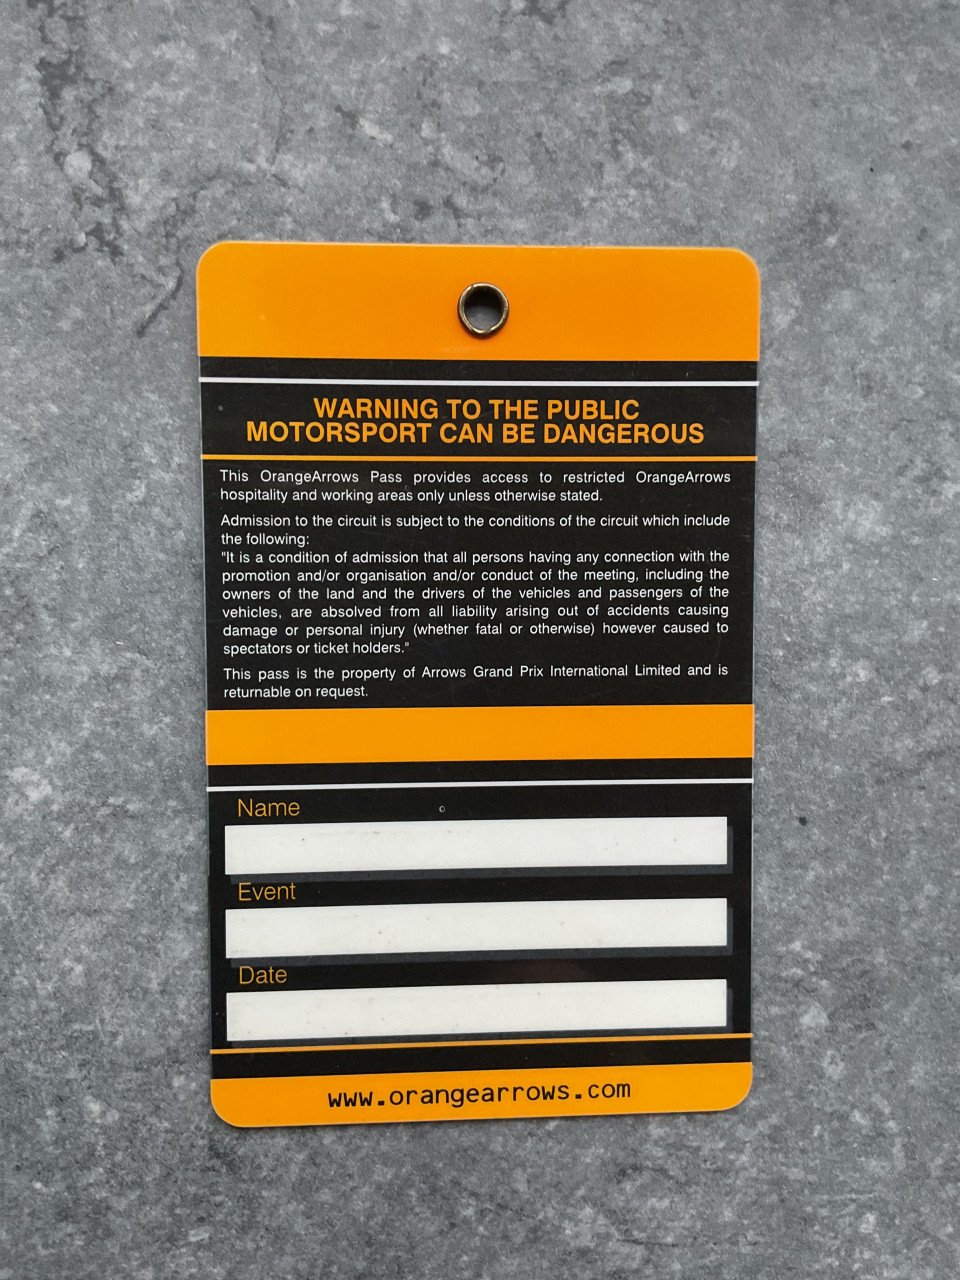 WARNING TO THE PUBLIC
MOTORSPORT CAN BE DANGEROUS
This OrangeArrows Pass provides access to restricted OrangeArrows
hospitality and working areas only unless otherwise stated.
Admission to the circuit is subject to the conditions of the circuit which include
the following:
"It is a condition of admission that all persons having any connection with the
promotion and/or organisation and/or conduct of the meeting, including the
owners of the land and the drivers of the vehicles and passengers of the
vehicles, are absolved from all liability arising out of accidents causing
damage or personal injury (whether fatal or otherwise) however caused to
spectators or ticket holders."
This pass is the property of Arrows Grand Prix International Limited and is
returnable on request.
Name
Event
Date
www.orangearrows.com